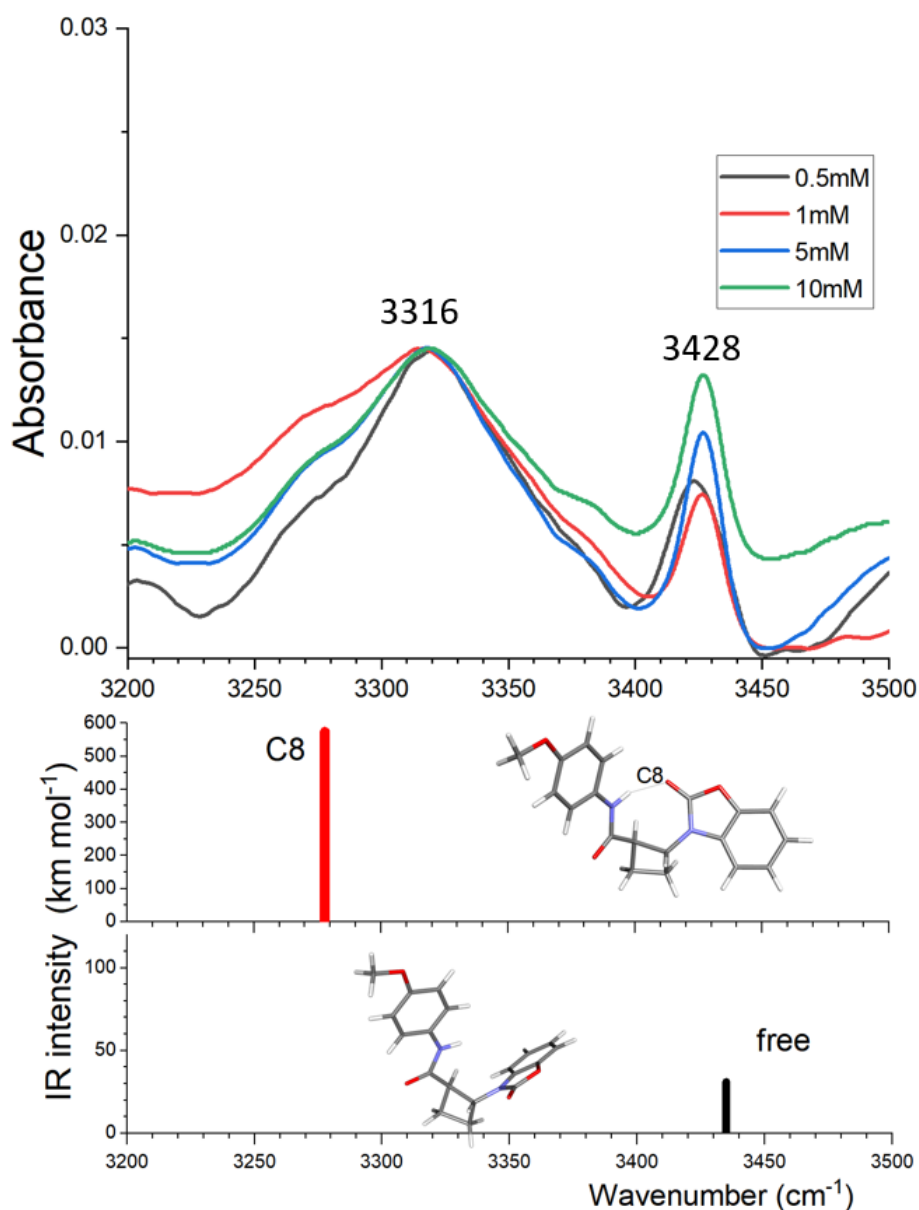 0.03
0.02
0.01
0.00
Absorbance
3316
3428
0.5mM
1mM
5mM
10mM
3200 3250 3300 3350 3400 3450 3500
600
500
400
300
200
100
0
(km mol⁻¹)
C8
C8
100
50
0
IR intensity
free
3200 3250 3300 3350 3400 3450 3500
Wavenumber (cm⁻¹)